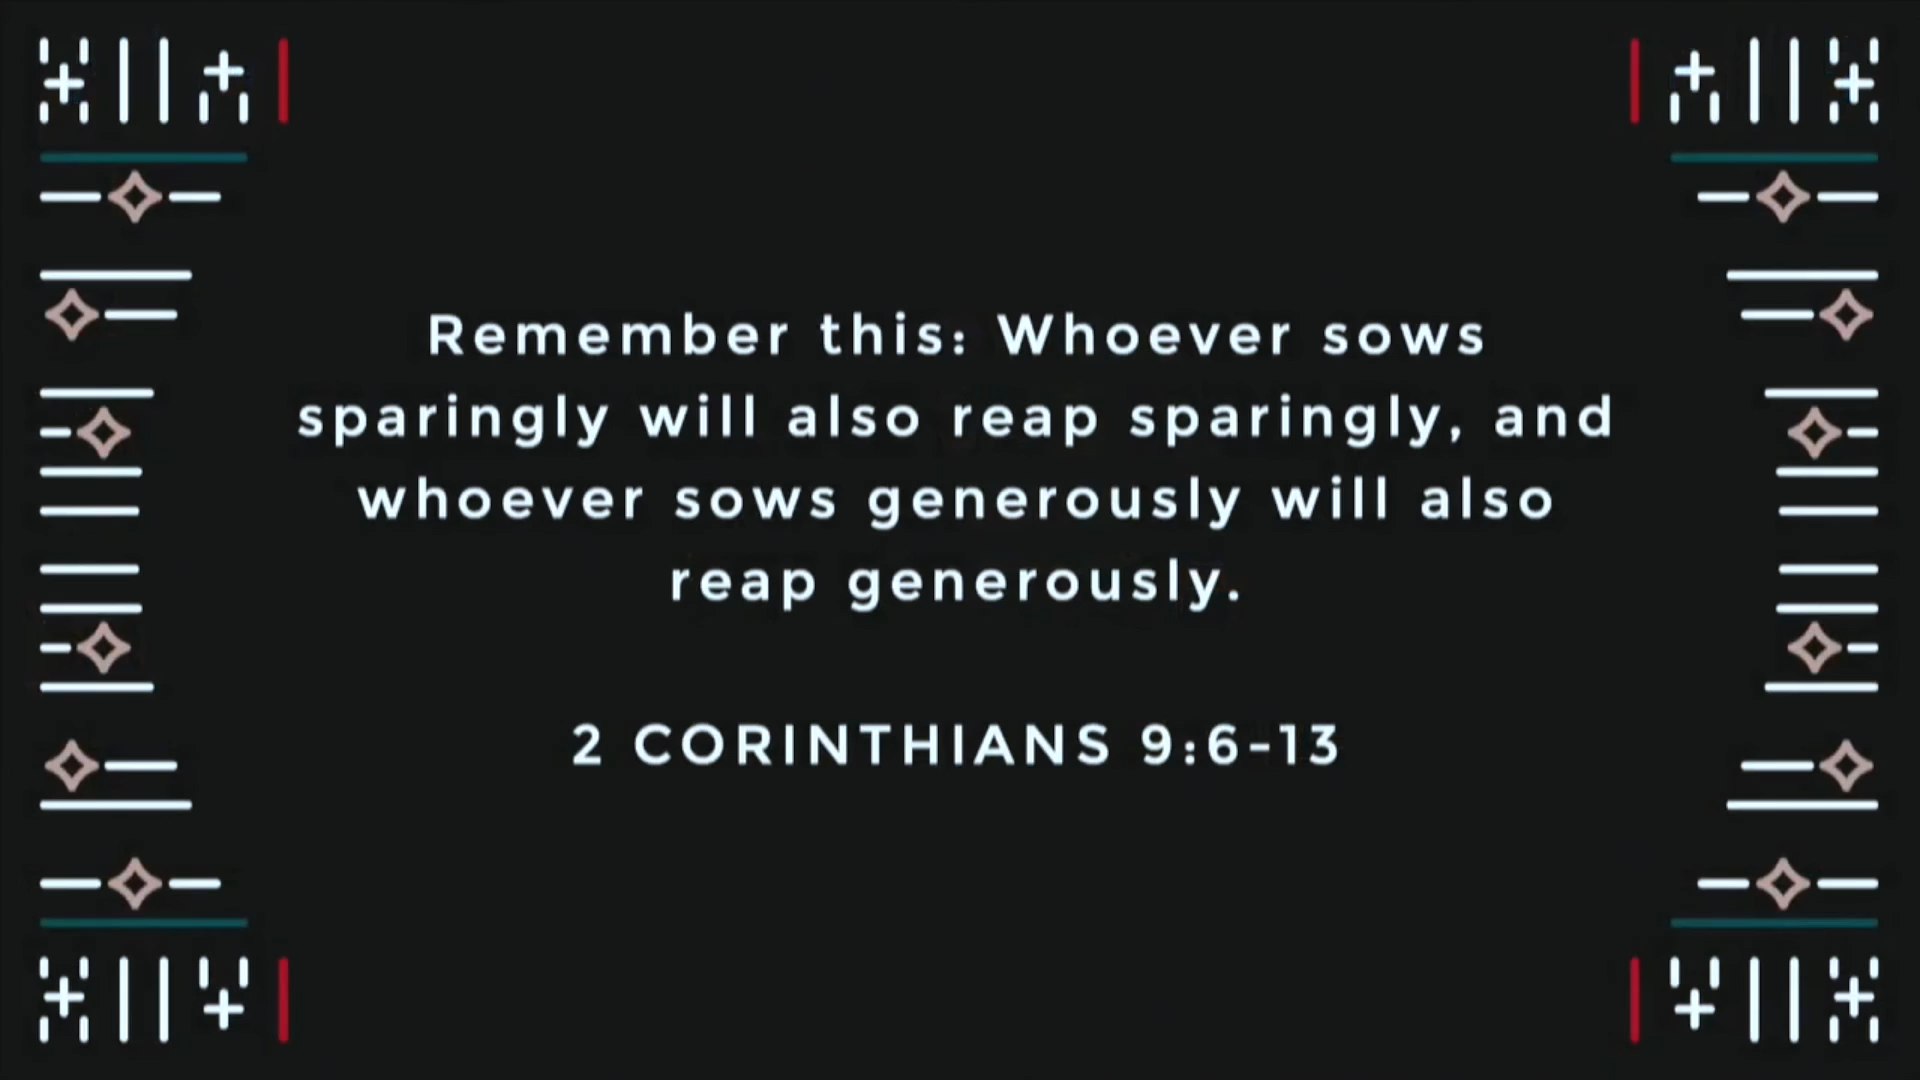 Remember this: Whoever sows
sparingly will also reap sparingly, and
whoever sows generously will also
reap generously.
2 CORINTHIANS 9:6-13